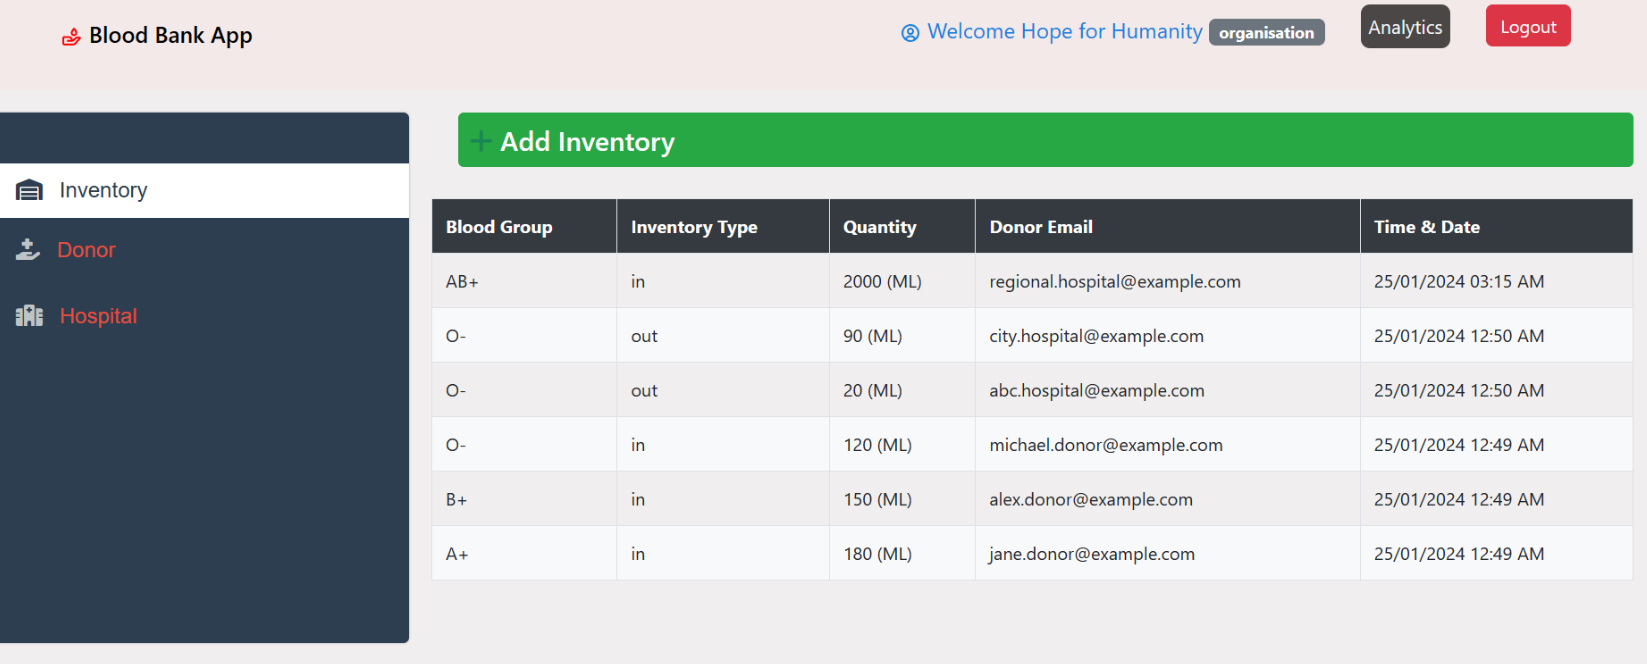 Blood Bank App
Welcome Hope for Humanity organisation Analytics Logout
Add Inventory
Inventory
Donor
Hospital
Blood Group Inventory Type Quantity Donor Email Time & Date
AB+ in 2000 (ML) regional.hospital@example.com 25/01/2024 03:15 AM
O- out 90 (ML) city.hospital@example.com 25/01/2024 12:50 AM
O- out 20 (ML) abc.hospital@example.com 25/01/2024 12:50 AM
O- in 120 (ML) michael.donor@example.com 25/01/2024 12:49 AM
B+ in 150 (ML) alex.donor@example.com 25/01/2024 12:49 AM
A+ in 180 (ML) jane.donor@example.com 25/01/2024 12:49 AM